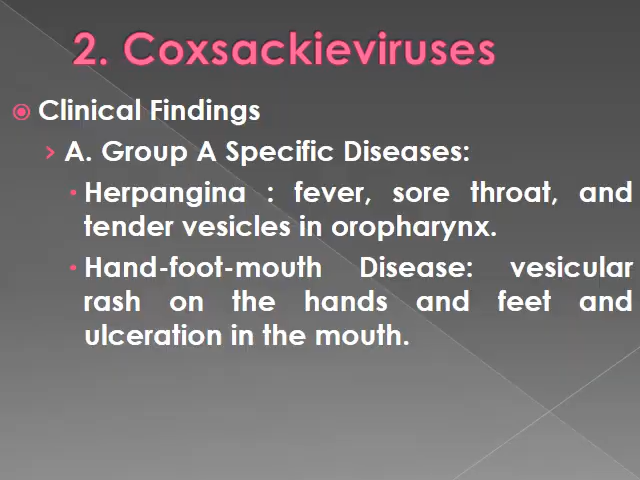 2. Coxsackieviruses
Clinical Findings
A. Group A Specific Diseases:
Herpangina : fever, sore throat, and
tender vesicles in oropharynx.
Hand-foot-mouth Disease: vesicular
rash on the hands and feet and
ulceration in the mouth.